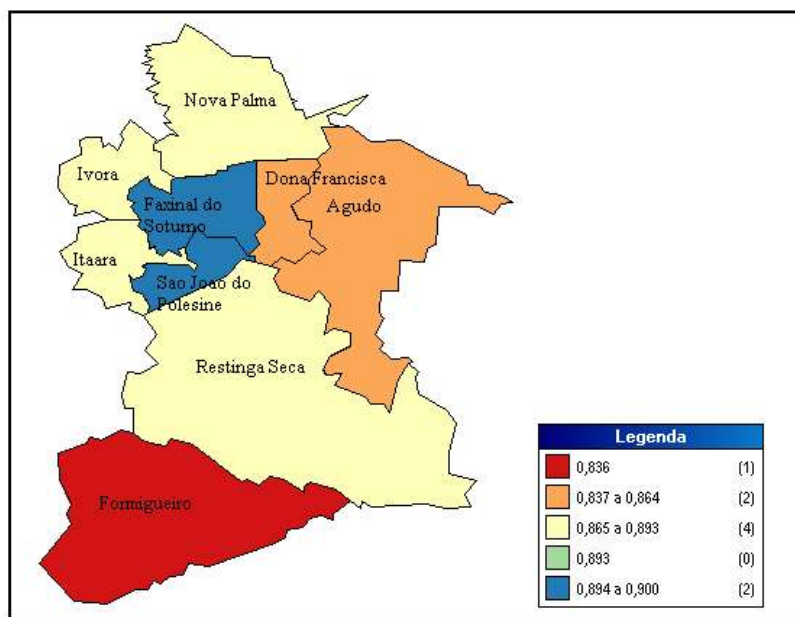 Nova Palma
Ivora
Dona Francisca
Faxinal do
Soturno
Agudo
Itaara
Sao Joao do
Polesine
Restinga Seca
Formigueiro
Legenda
0,836 (1)
0,837 a 0,864 (2)
0,865 a 0,893 (4)
0,893 (0)
0,894 a 0,900 (2)